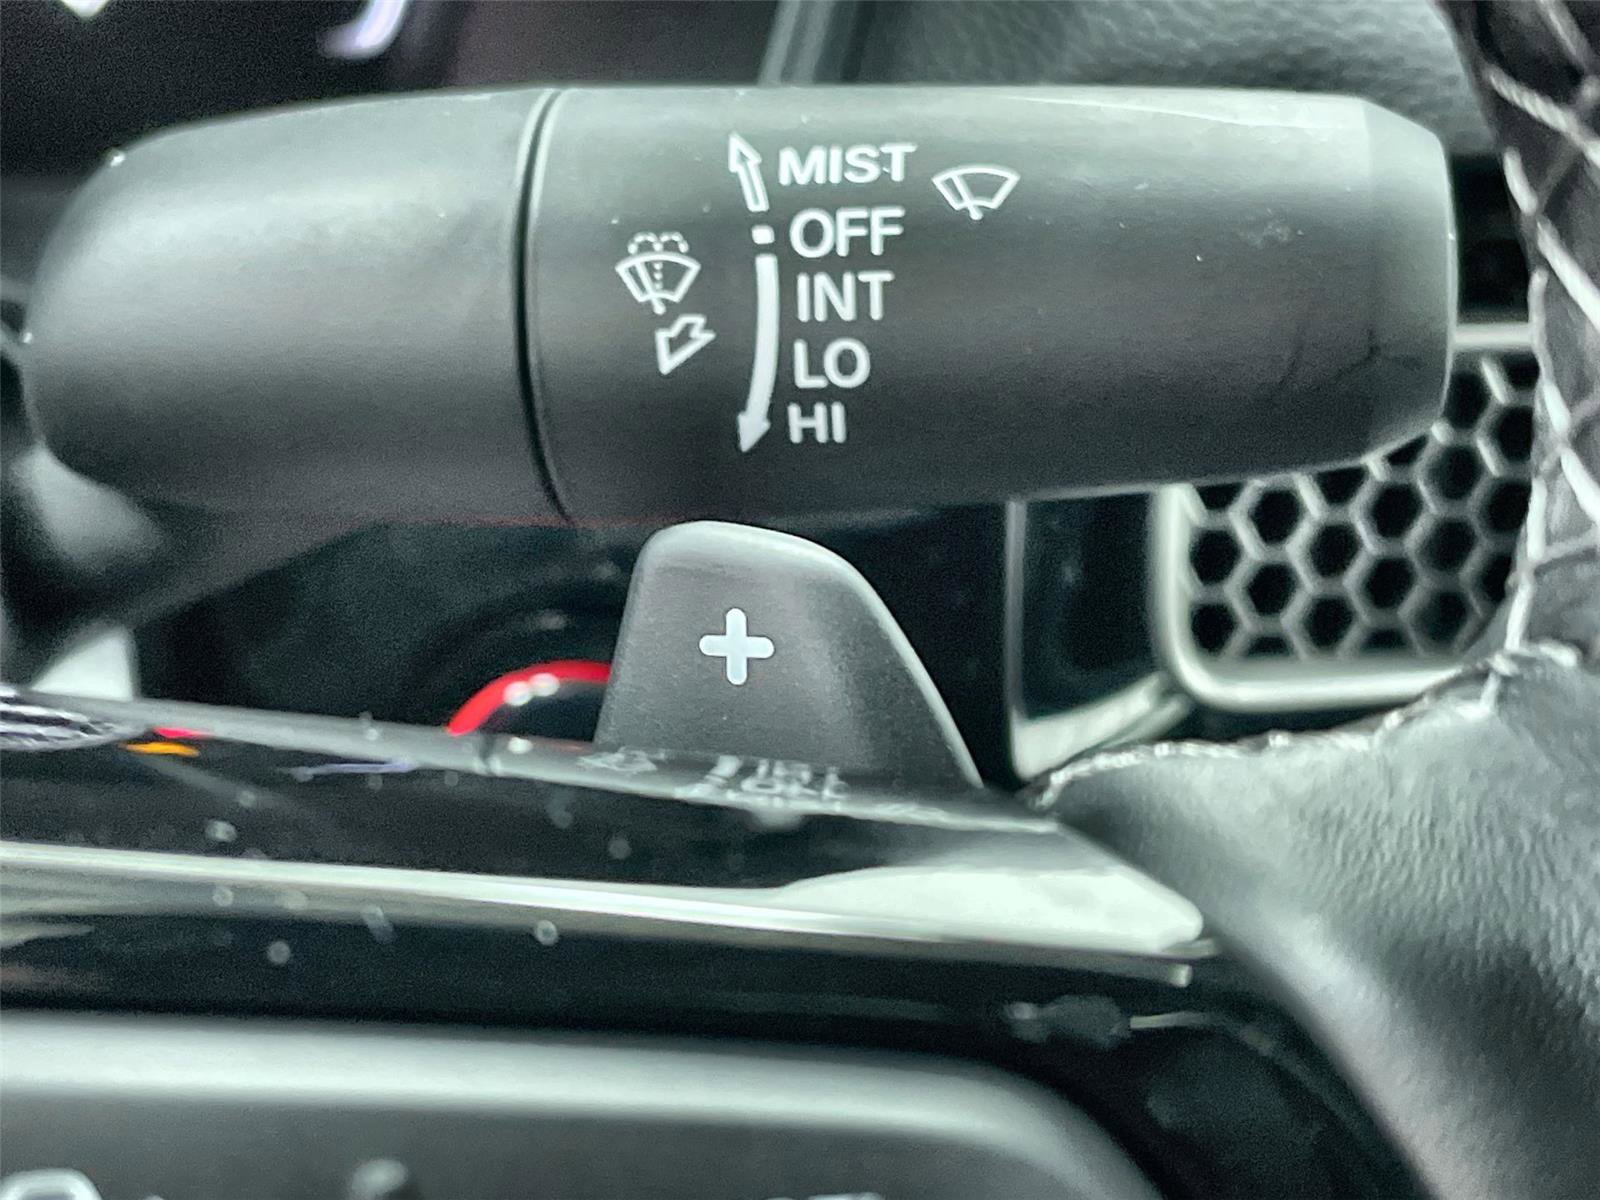 MIST
OFF
INT
LO
HI
+